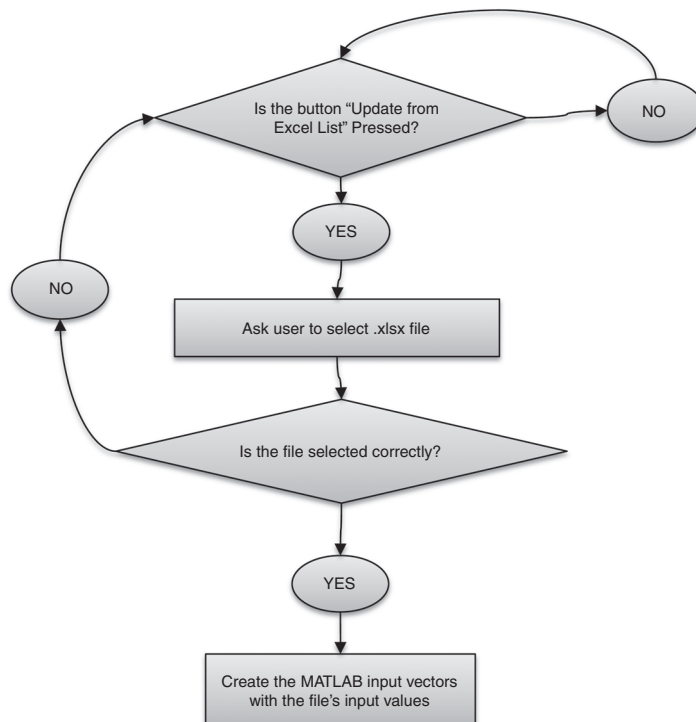 Is the button “Update from
Excel List” Pressed?
NO
YES
NO
Ask user to select .xlsx file
Is the file selected correctly?
YES
Create the MATLAB input vectors
with the file’s input values